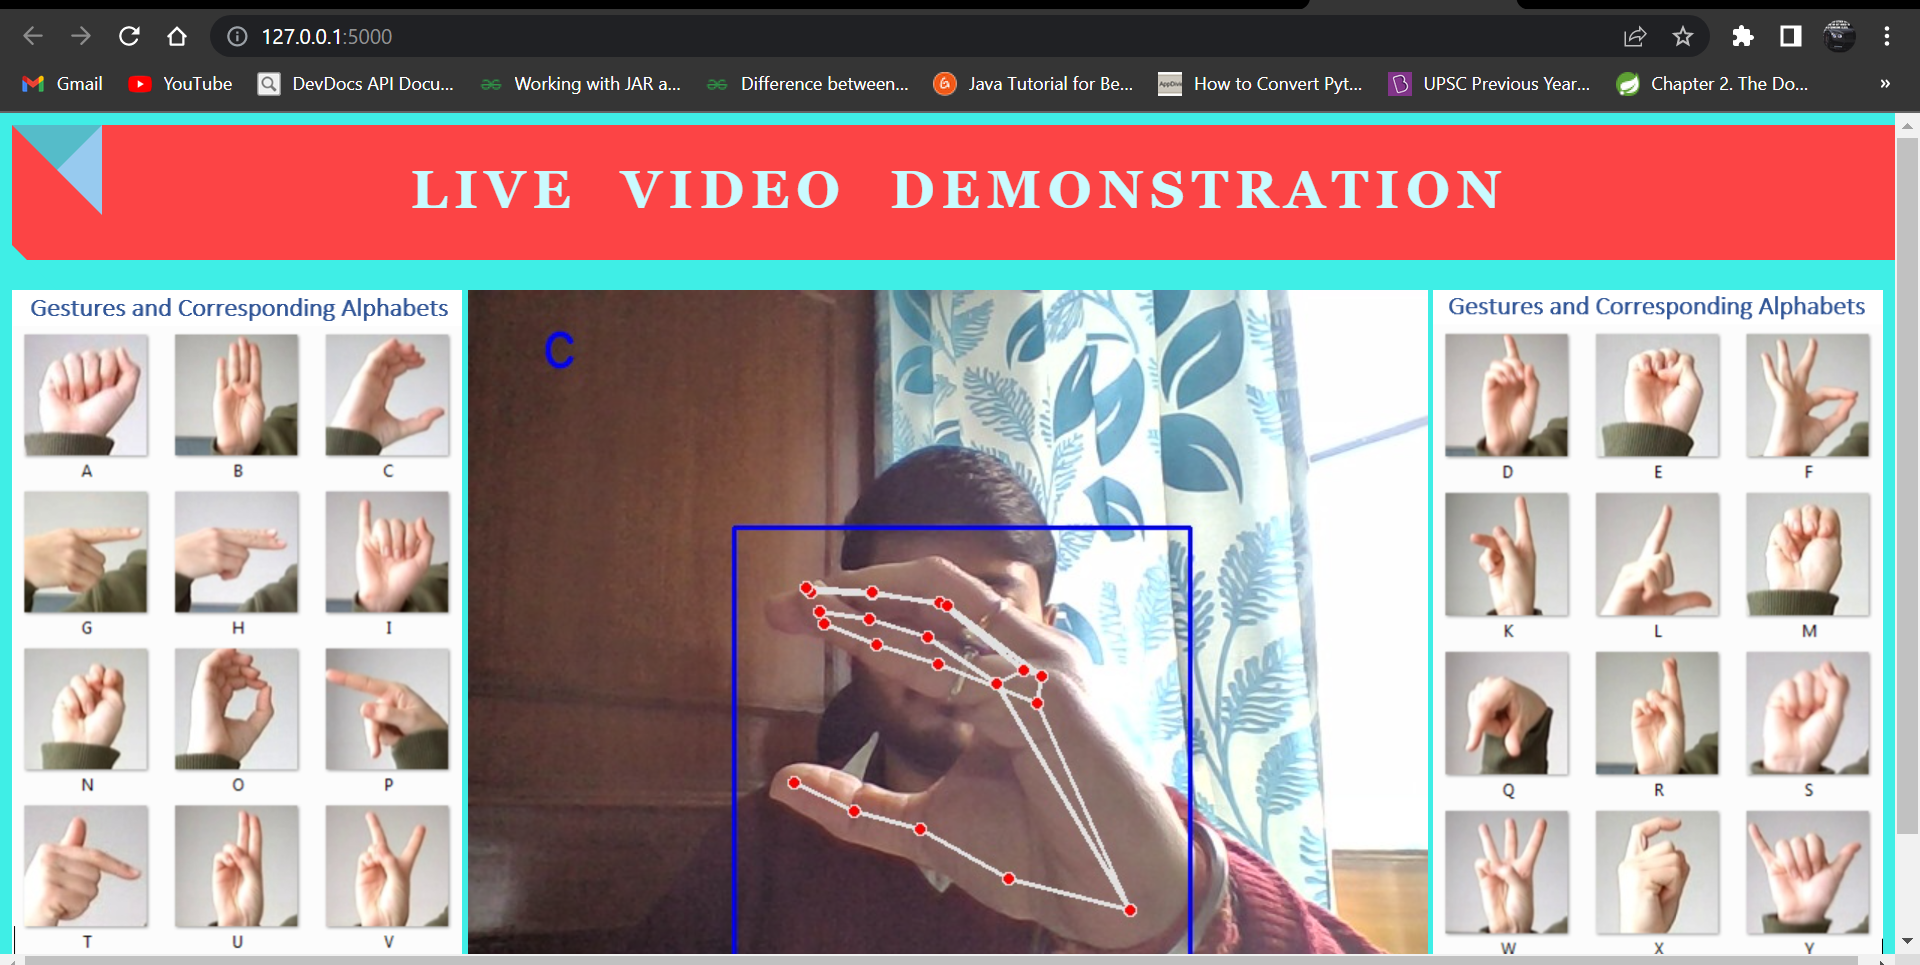 127.0.0.1:5000
Gmail
YouTube
DevDocs API Docu...
Working with JAR a...
Difference between...
Java Tutorial for Be...
How to Convert Pyt...
UPSC Previous Year...
Chapter 2. The Do...
»
LIVE VIDEO DEMONSTRATION
Gestures and Corresponding Alphabets
A B C
G H I
N O P
T U V
C
Gestures and Corresponding Alphabets
D E F
K L M
Q R S
W X Y